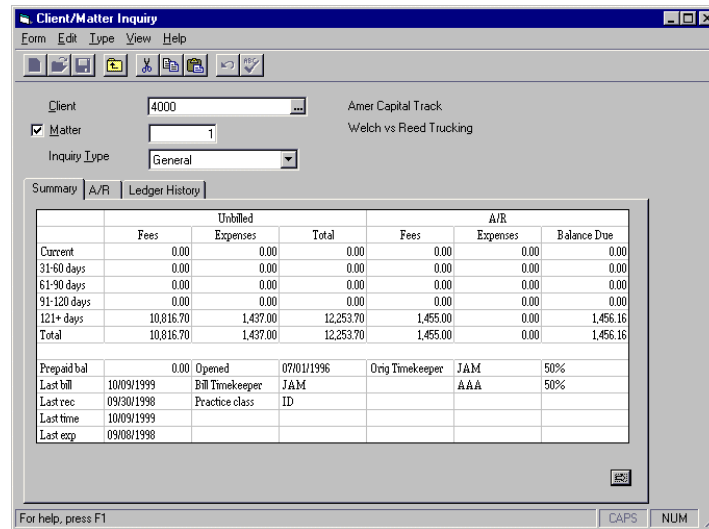 Client/Matter Inquiry
Form Edit Type View Help
Client 4000 ... Amer Capital Track
Matter 1 Welch vs Reed Trucking
Inquiry Type General
Summary A/R Ledger History
Unbilled A/R
Fees Expenses Total Fees Expenses Balance Due
Current 0.00 0.00 0.00 0.00 0.00 0.00
31-60 days 0.00 0.00 0.00 0.00 0.00 0.00
61-90 days 0.00 0.00 0.00 0.00 0.00 0.00
91-120 days 0.00 0.00 0.00 0.00 0.00 0.00
121+ days 10,816.70 1,437.00 12,253.70 1,455.00 0.00 1,456.16
Total 10,816.70 1,437.00 12,253.70 1,455.00 0.00 1,456.16
Prepaid bal 0.00 Opened 07/01/1996 Orig Timekeeper JAM 50%
Last bill 10/09/1999 Bill Timekeeper JAM AAA 50%
Last rec 09/30/1998 Practice class ID
Last time 10/09/1999
Last exp 09/08/1998
For help, press F1 CAPS NUM